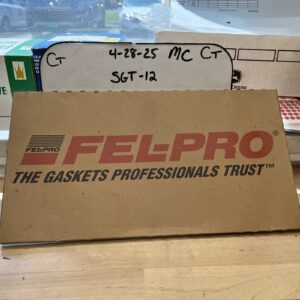 CT 4-28-25 MC CT
SGT-12
FEL-PRO
FEL-PRO®
THE GASKETS PROFESSIONALS TRUST™